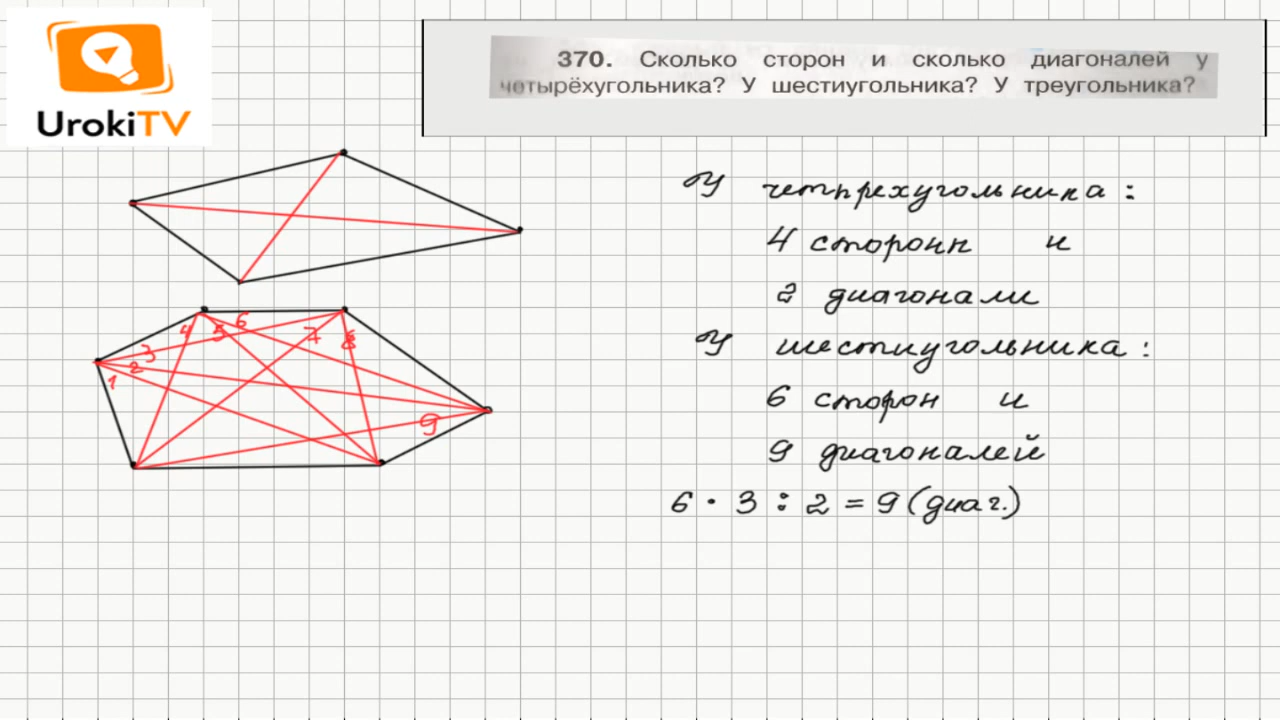 UrokiTV
370. Сколько сторон и сколько диагоналей у
четырёхугольника? У шестиугольника? У треугольника?
У четырехугольника:
4 стороны и
2 диагонали
У шестиугольника:
6 сторон и
9 диагоналей
6 · 3 : 2 = 9 (диаг.)
4 5 6 7 8
3
2
1
9